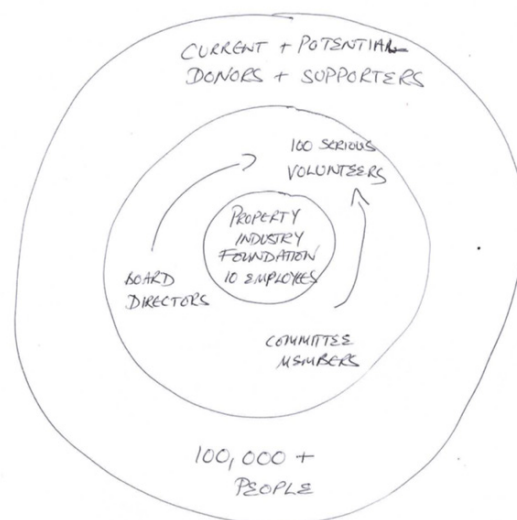 CURRENT + POTENTIAL
DONORS + SUPPORTERS
100 SERIOUS
VOLUNTEERS
PROPERTY
INDUSTRY
FOUNDATION
10 EMPLOYEES
BOARD
DIRECTORS
COMMITTEE
MEMBERS
100,000 +
PEOPLE